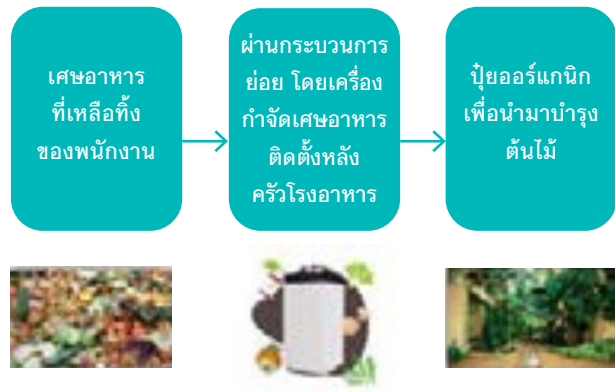 เศษอาหาร
ที่เหลือทิ้ง
ของพนักงาน
ผ่านกระบวนการ
ย่อย โดยเครื่อง
กำจัดเศษอาหาร
ติดตั้งหลัง
ครัวโรงอาหาร
ปุ๋ยออร์แกนิก
เพื่อนำมาบำรุง
ต้นไม้